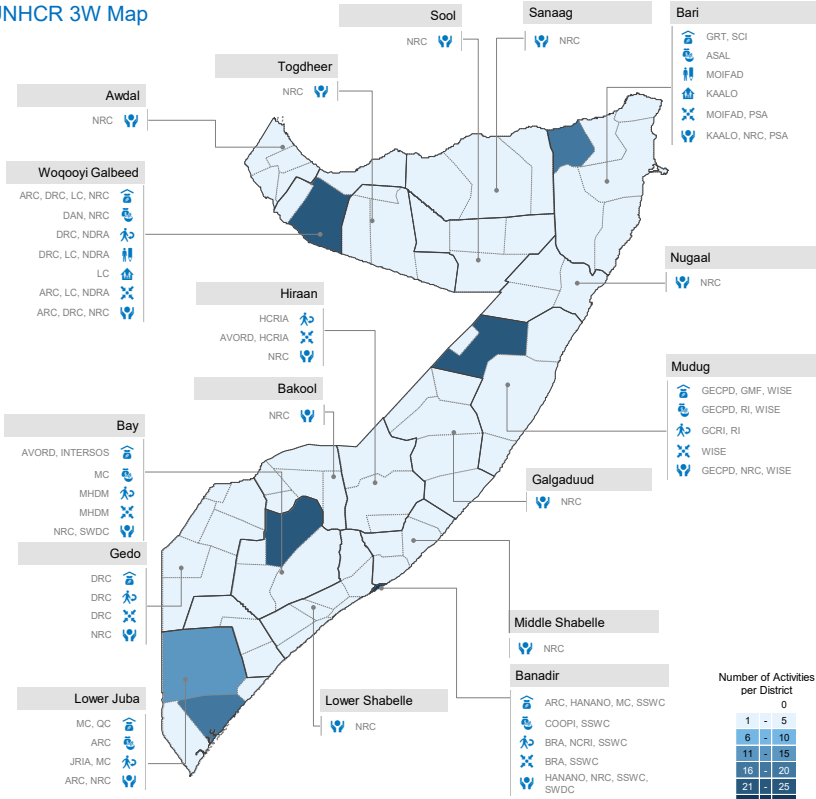 UNHCR 3W Map
Sool
NRC
Sanaag
NRC
Bari
GRT, SCI
ASAL
MOIFAD
KAALO
MOIFAD, PSA
KAALO, NRC, PSA
Togdheer
NRC
Awdal
NRC
Woqooyi Galbeed
ARC, DRC, LC, NRC
DAN, NRC
DRC, NDRA
DRC, LC, NDRA
LC
ARC, LC, NDRA
ARC, DRC, NRC
Nugaal
NRC
Hiraan
HCRIA
AVORD, HCRIA
NRC
Mudug
GECPD, GMF, WISE
GECPD, RI, WISE
GCRI, RI
WISE
GECPD, NRC, WISE
Bakool
NRC
Bay
AVORD, INTERSOS
MC
MHDM
MHDM
NRC, SWDC
Galgaduud
NRC
Gedo
DRC
DRC
DRC
NRC
Middle Shabelle
NRC
Banadir
ARC, HANANO, MC, SSWC
COOPI, SSWC
BRA, NCRI, SSWC
BRA, SSWC
HANANO, NRC, SSWC,
SWDC
Lower Juba
MC, QC
ARC
JRIA, MC
ARC, NRC
Lower Shabelle
NRC
Number of Activities
per District
0
1 - 5
6 - 10
11 - 15
16 - 20
21 - 25